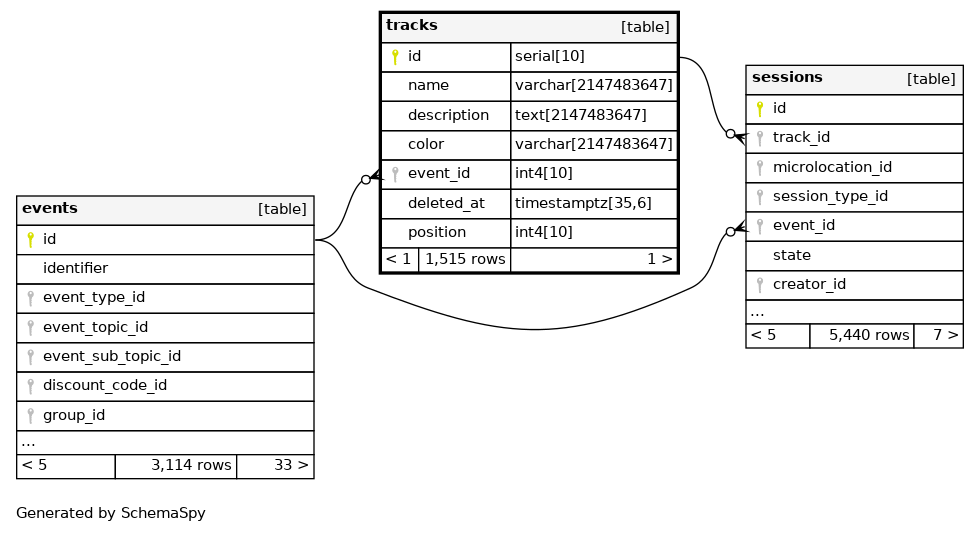 tracks [table]
id serial[10]
name varchar[2147483647]
description text[2147483647]
color varchar[2147483647]
event_id int4[10]
deleted_at timestamptz[35,6]
position int4[10]
< 1 1,515 rows 1 >
sessions [table]
id
track_id
microlocation_id
session_type_id
event_id
state
creator_id
...
< 5 5,440 rows 7 >
events [table]
id
identifier
event_type_id
event_topic_id
event_sub_topic_id
discount_code_id
group_id
...
< 5 3,114 rows 33 >
Generated by SchemaSpy